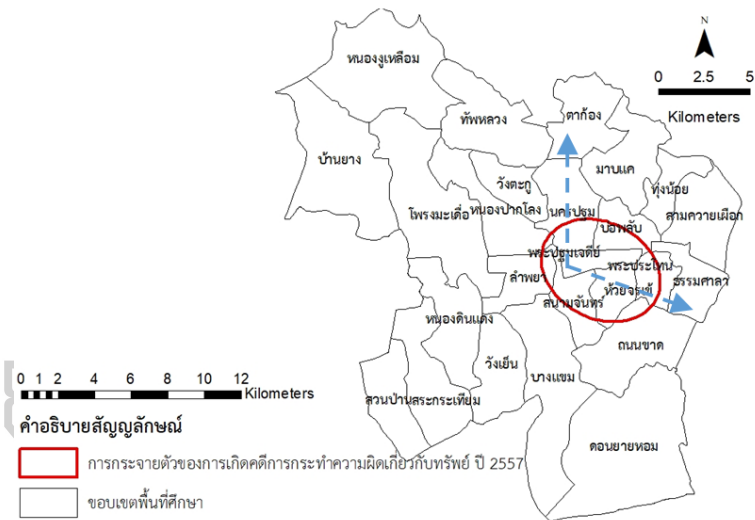 N
หนองงูเหลือม
0 2.5 5
ตาก้อง
Kilometers
ทัพหลวง
บ้านยาง
มาบแค
วังตะกู
ทุ่งน้อย
โพรงมะเดื่อ
หนองปากโลง
นครปฐม
สามควายเผือก
บ่อพลับ
พระปฐมเจดีย์
พระประโทน
ลำพยา
ธรรมศาลา
ห้วยจรเข้
สนามจันทร์
หนองดินแดง
ถนนขาด
วังเย็น
บางแขม
0 1 2 4 6 8 10 12
Kilometers
สวนป่าน
สระกระเทียม
คำอธิบายสัญญลักษณ์
ดอนยายหอม
การกระจายตัวของการเกิดคดีการกระทำความผิดเกี่ยวกับทรัพย์ ปี 2557
ขอบเขตพื้นที่ศึกษา